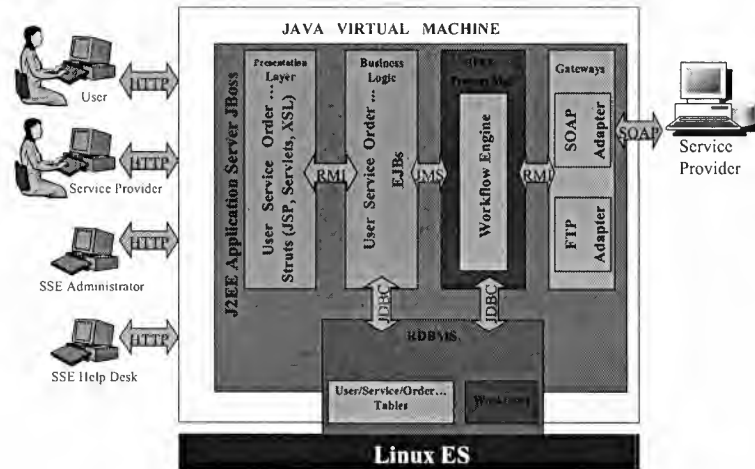 JAVA VIRTUAL MACHINE
J2EE Application Server JBoss
Presentation
Layer
User Service Order ...
Struts (JSP, Servlets, XSL)
Business
Logic
User Service Order ...
EJBs
Workflow Engine
Gateways
SOAP
Adapter
FTP
Adapter
HTTP
User
HTTP
Service Provider
HTTP
SSE Administrator
HTTP
SSE Help Desk
RMI
JMS
RMI
SOAP
Service
Provider
JDBC
JDBC
RDBMS
User/Service/Order...
Tables
Linux ES